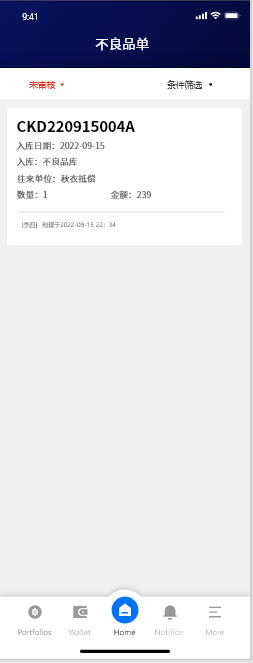 9:41
不良品单
未审核 条件筛选
CKD220915004A
入库日期：2022-09-15
入库：不良品库
往来单位：秋衣抵偿
数量：1 金额：239
[李四] 创建于2022-09-15 22：34
Portfolios Wallet Home Notificat More